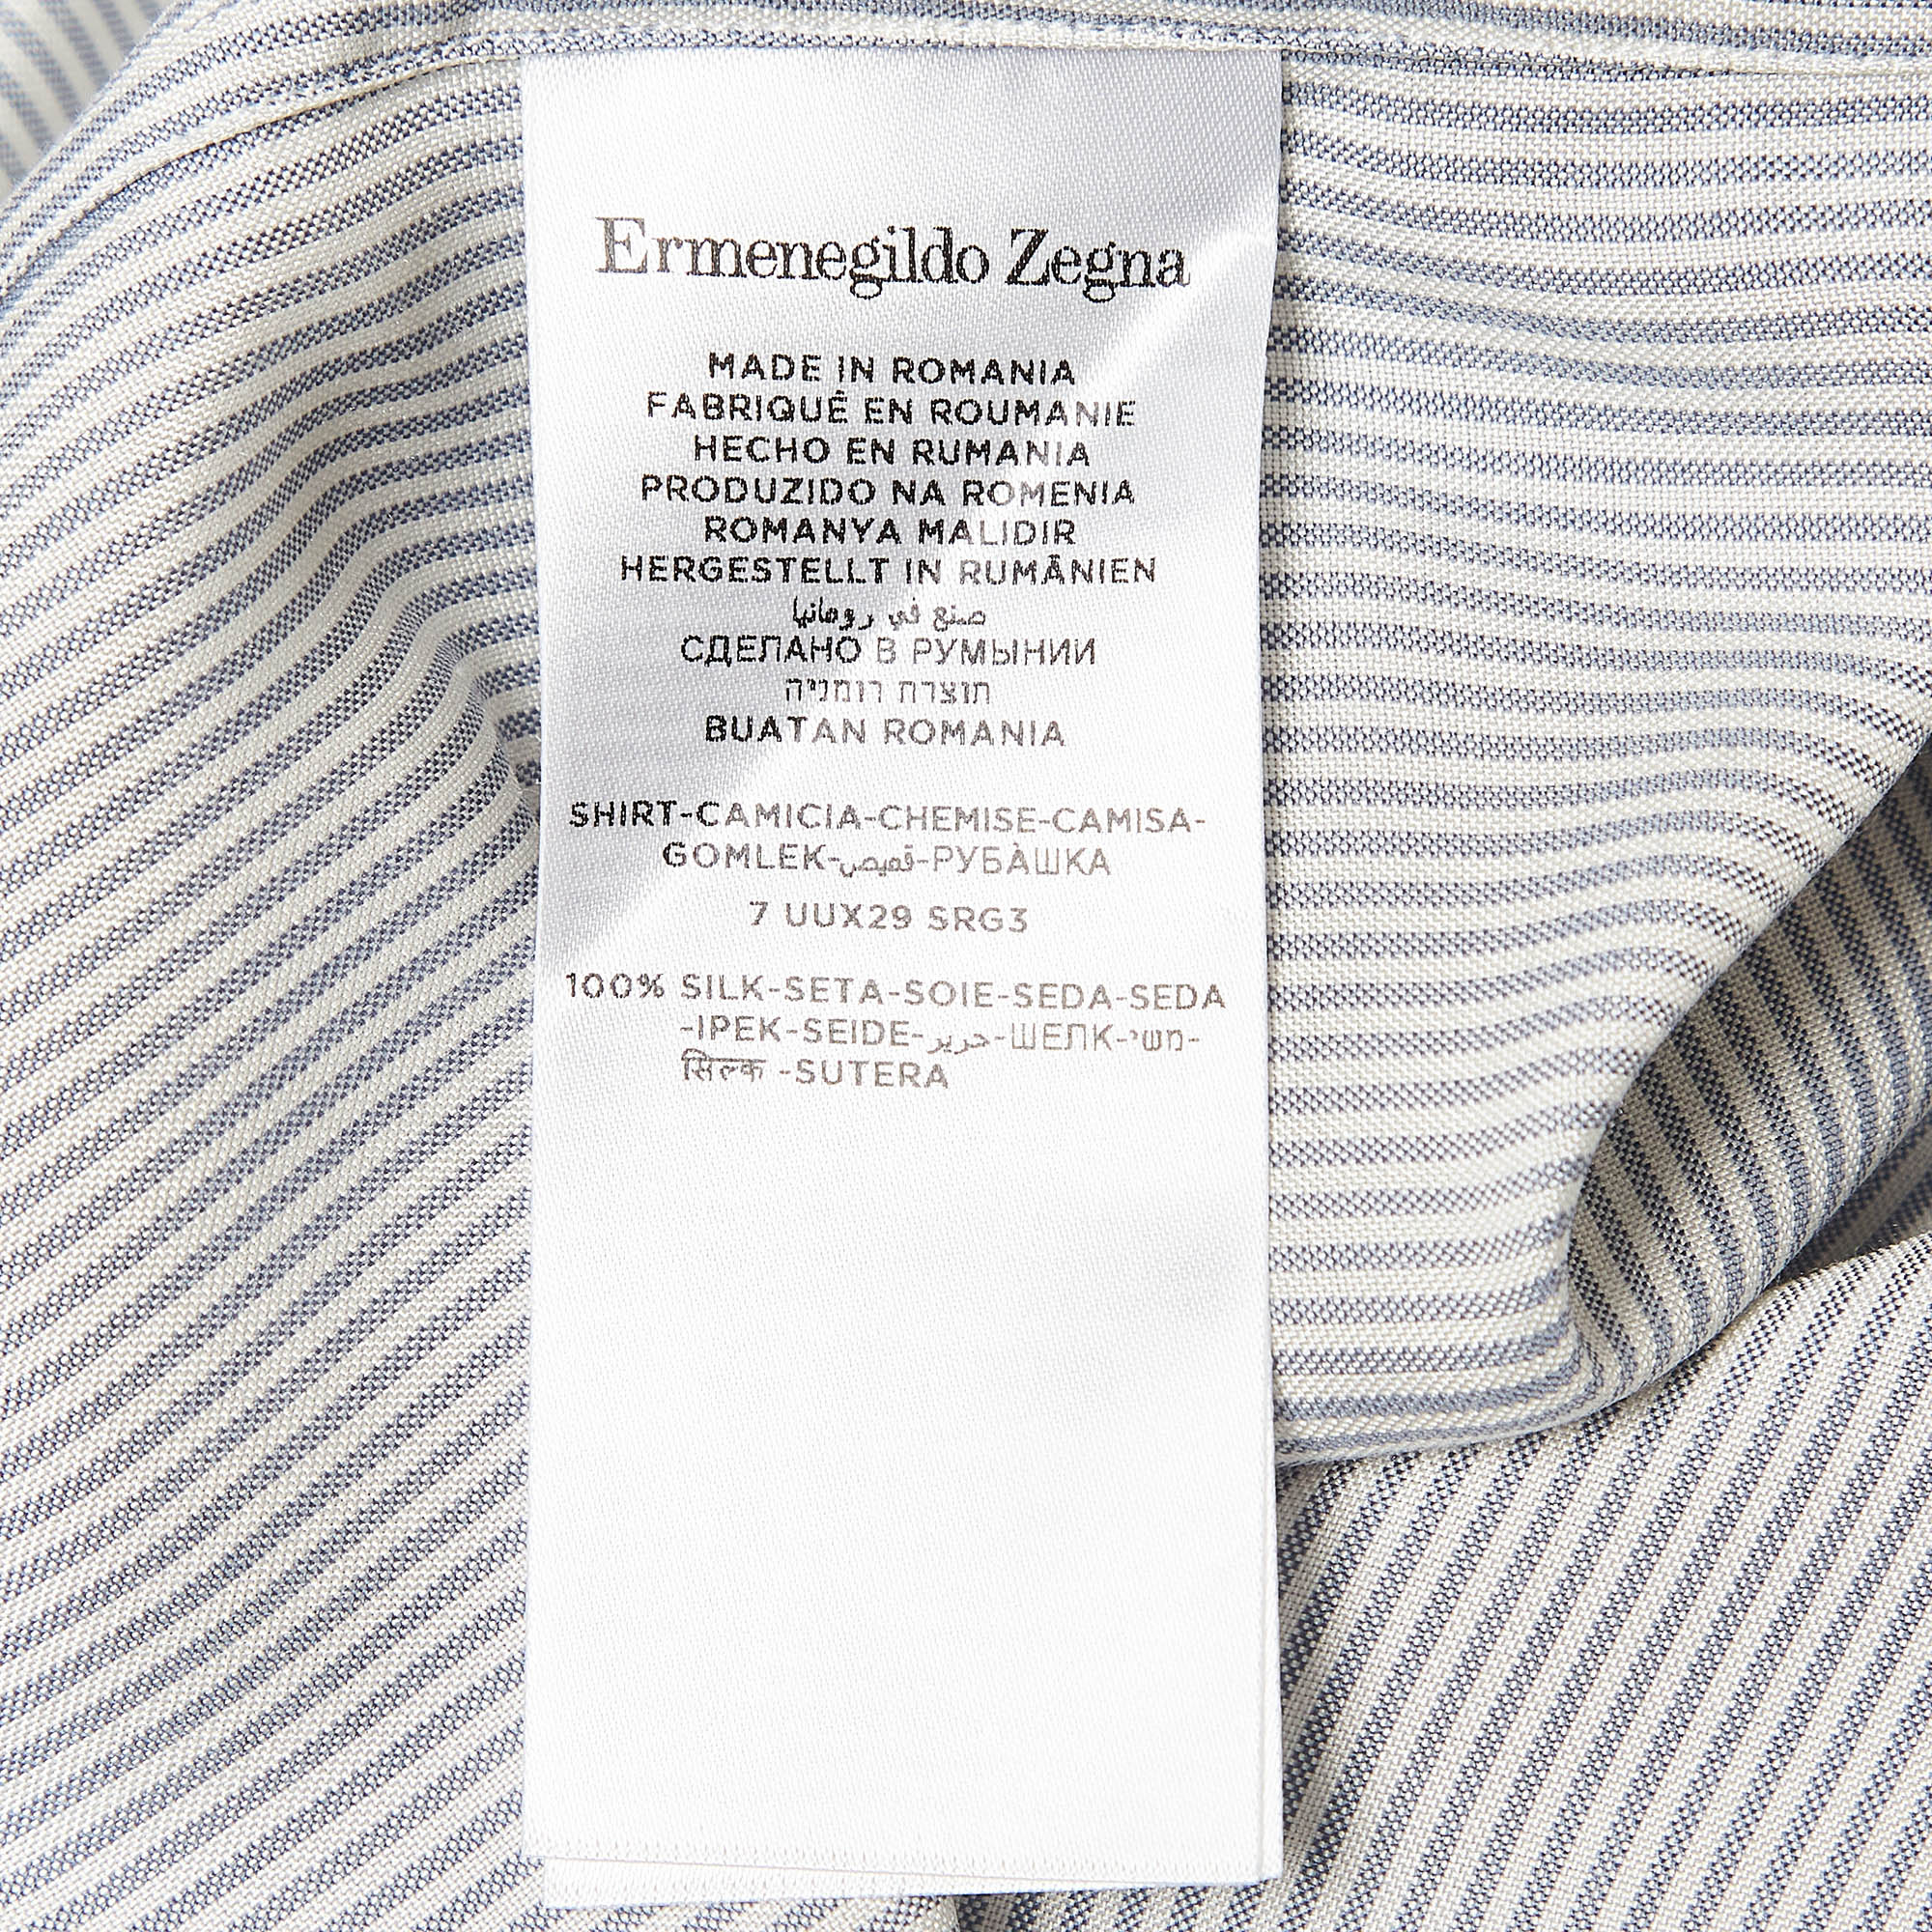 Ermenegildo Zegna
MADE IN ROMANIA
FABRIQUÉ EN ROUMANIE
HECHO EN RUMANIA
PRODUZIDO NA ROMENIA
ROMANYA MALIDIR
HERGESTELLT IN RUMÄNIEN
صنع في رومانيا
СДЕЛАНО В РУМЫНИИ
תוצרת רומניה
BUATAN ROMANIA
SHIRT-CAMICIA-CHEMISE-CAMISA-
GOMLEK-قميص-РУБÀШКА
7 UUX29 SRG3
100% SILK-SETA-SOIE-SEDA-SEDA
-IPEK-SEIDE-حرير-ШЕЛК-משי-
सिल्क -SUTERA